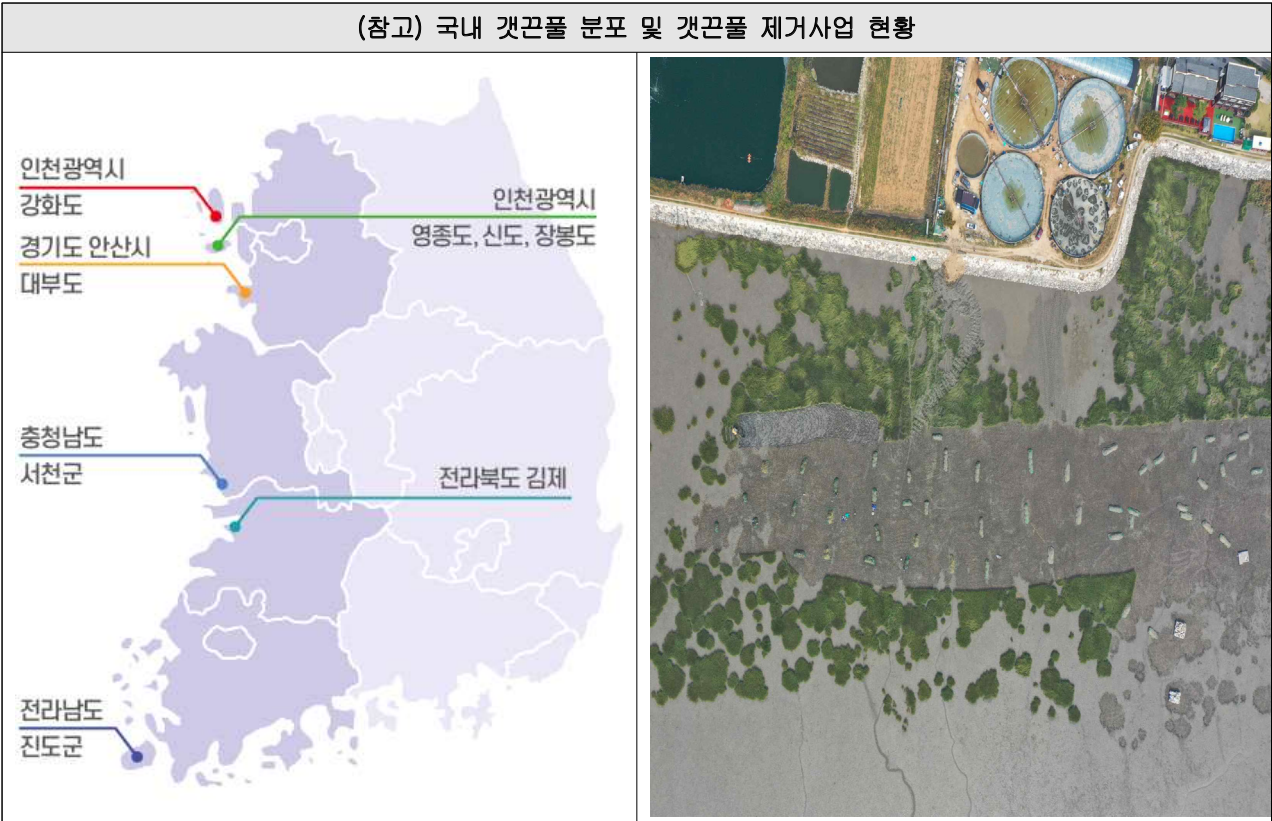 (참고) 국내 갯끈풀 분포 및 갯끈풀 제거사업 현황
인천광역시
강화도
인천광역시
영종도, 신도, 장봉도
경기도 안산시
대부도
충청남도
서천군
전라북도 김제
전라남도
진도군